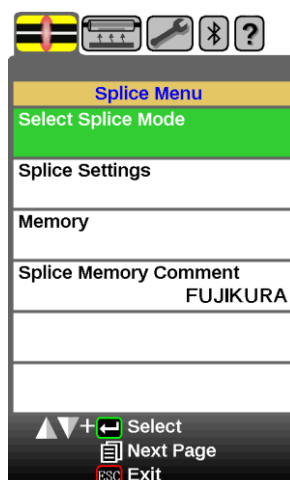 ?
Splice Menu
Select Splice Mode
Splice Settings
Memory
Splice Memory Comment
FUJIKURA
+ Select
Next Page
ESC Exit